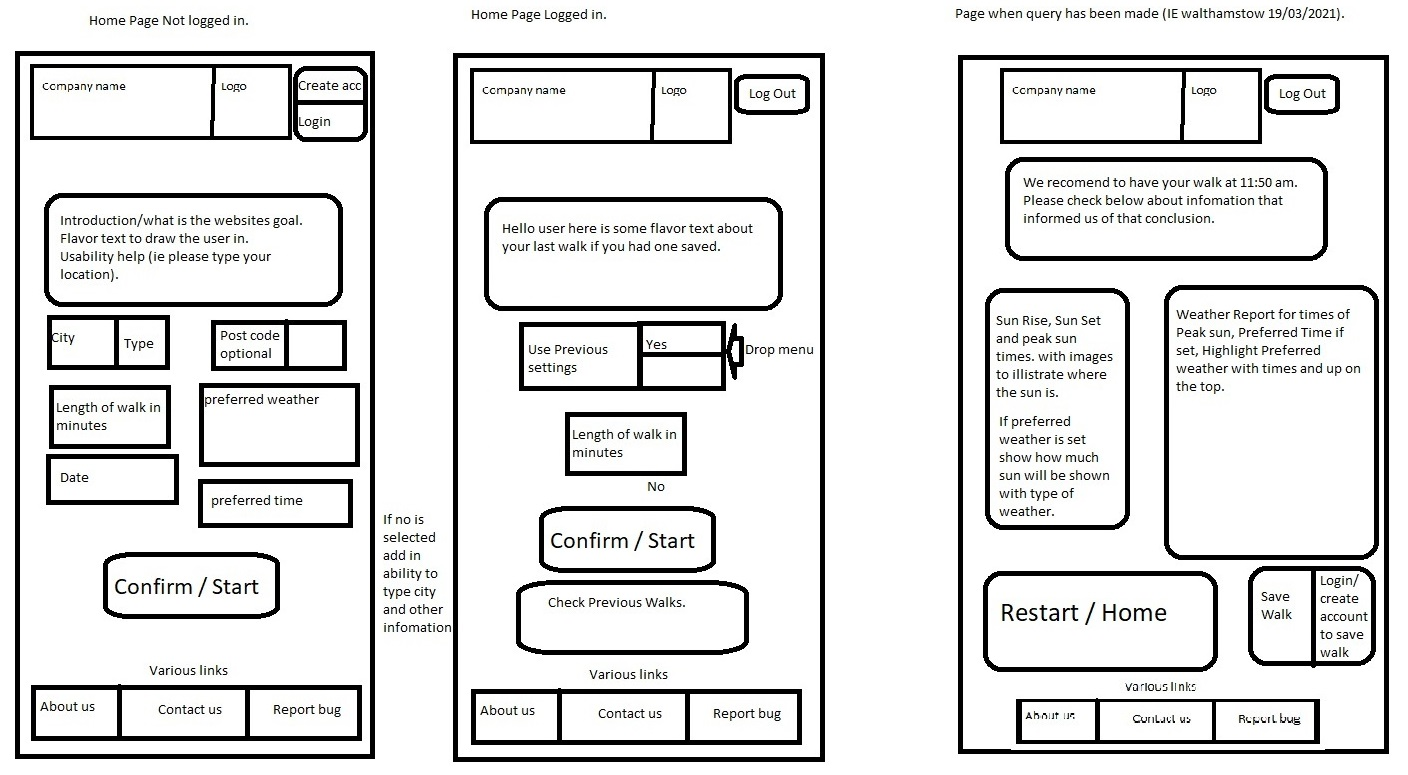 Home Page Not logged in.
Company name
Logo
Create acc
Login
Introduction/what is the websites goal.
Flavor text to draw the user in.
Usability help (ie please type your
location).
City
Type
Post code
optional
Length of walk in
minutes
preferred weather
Date
preferred time
Confirm / Start
Various links
About us
Contact us
Report bug
If no is
selected
add in
ability to
type city
and other
infomation
Home Page Logged in.
Company name
Logo
Log Out
Hello user here is some flavor text about
your last walk if you had one saved.
Use Previous
settings
Yes
Drop menu
Length of walk in
minutes
No
Confirm / Start
Check Previous Walks.
Various links
About us
Contact us
Report bug
Page when query has been made (IE walthamstow 19/03/2021).
Company name
Logo
Log Out
We recomend to have your walk at 11:50 am.
Please check below about infomation that
informed us of that conclusion.
Sun Rise, Sun Set
and peak sun
times. with images
to illistrate where
the sun is.
If preferred
weather is set
show how much
sun will be shown
with type of
weather.
Weather Report for times of
Peak sun, Preferred Time if
set, Highlight Preferred
weather with times and up on
the top.
Restart / Home
Save
Walk
Login/
create
account
to save
walk
Various links
About us
Contact us
Report bug